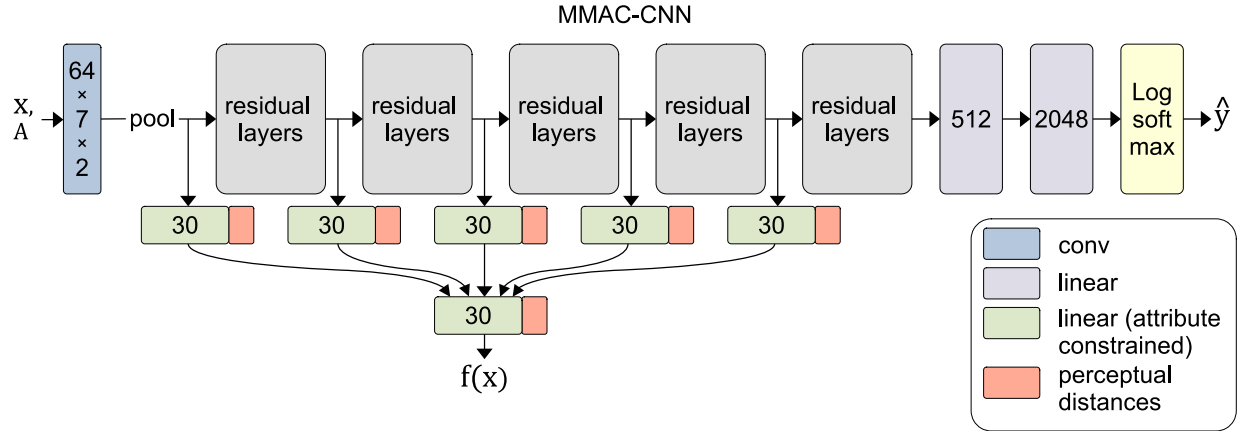 MMAC-CNN
x,
A
64
×
7
×
2
pool
residual
layers
residual
layers
residual
layers
residual
layers
residual
layers
512
2048
Log
soft
max
ŷ
30
30
30
30
30
30
f(x)
conv
linear
linear (attribute
constrained)
perceptual
distances